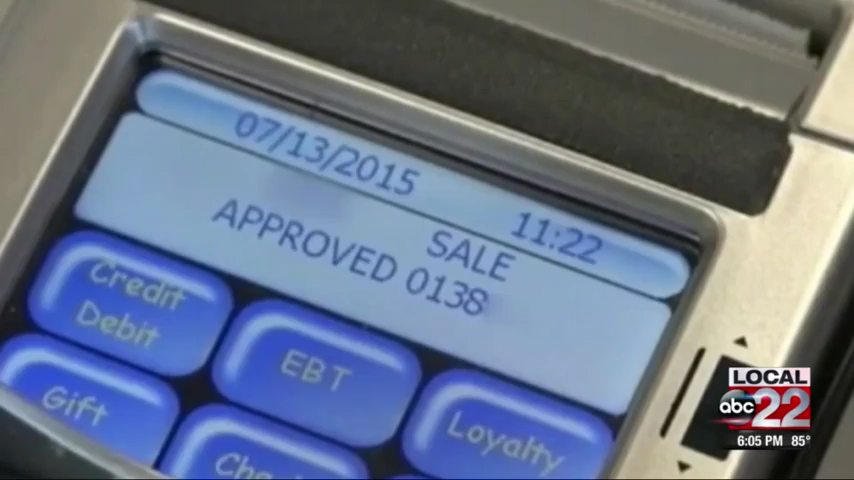 07/13/2015 11:22
SALE
APPROVED 0138
Credit
Debit
EBT
Loyalty
Gift
LOCAL
abc 22
6:05 PM 85°